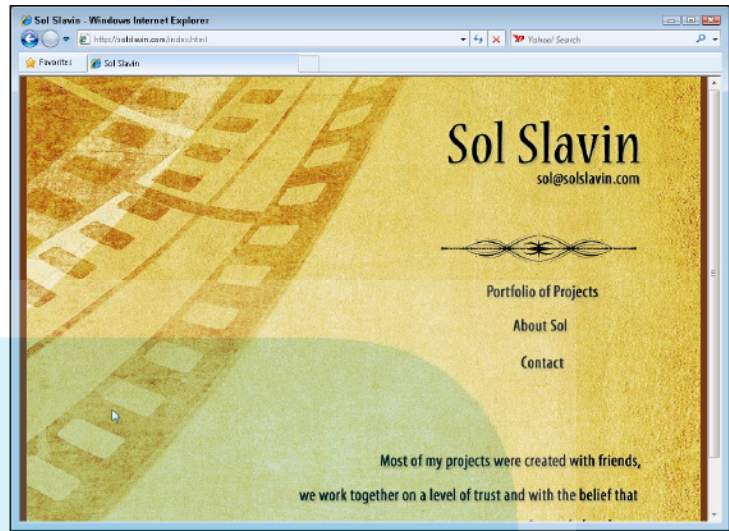 Sol Slavin - Windows Internet Explorer
http://solslavin.com/index.html
Yahoo! Search
Favorites
Sol Slavin
Sol Slavin
sol@solslavin.com
Portfolio of Projects
About Sol
Contact
Most of my projects were created with friends,
we work together on a level of trust and with the belief that